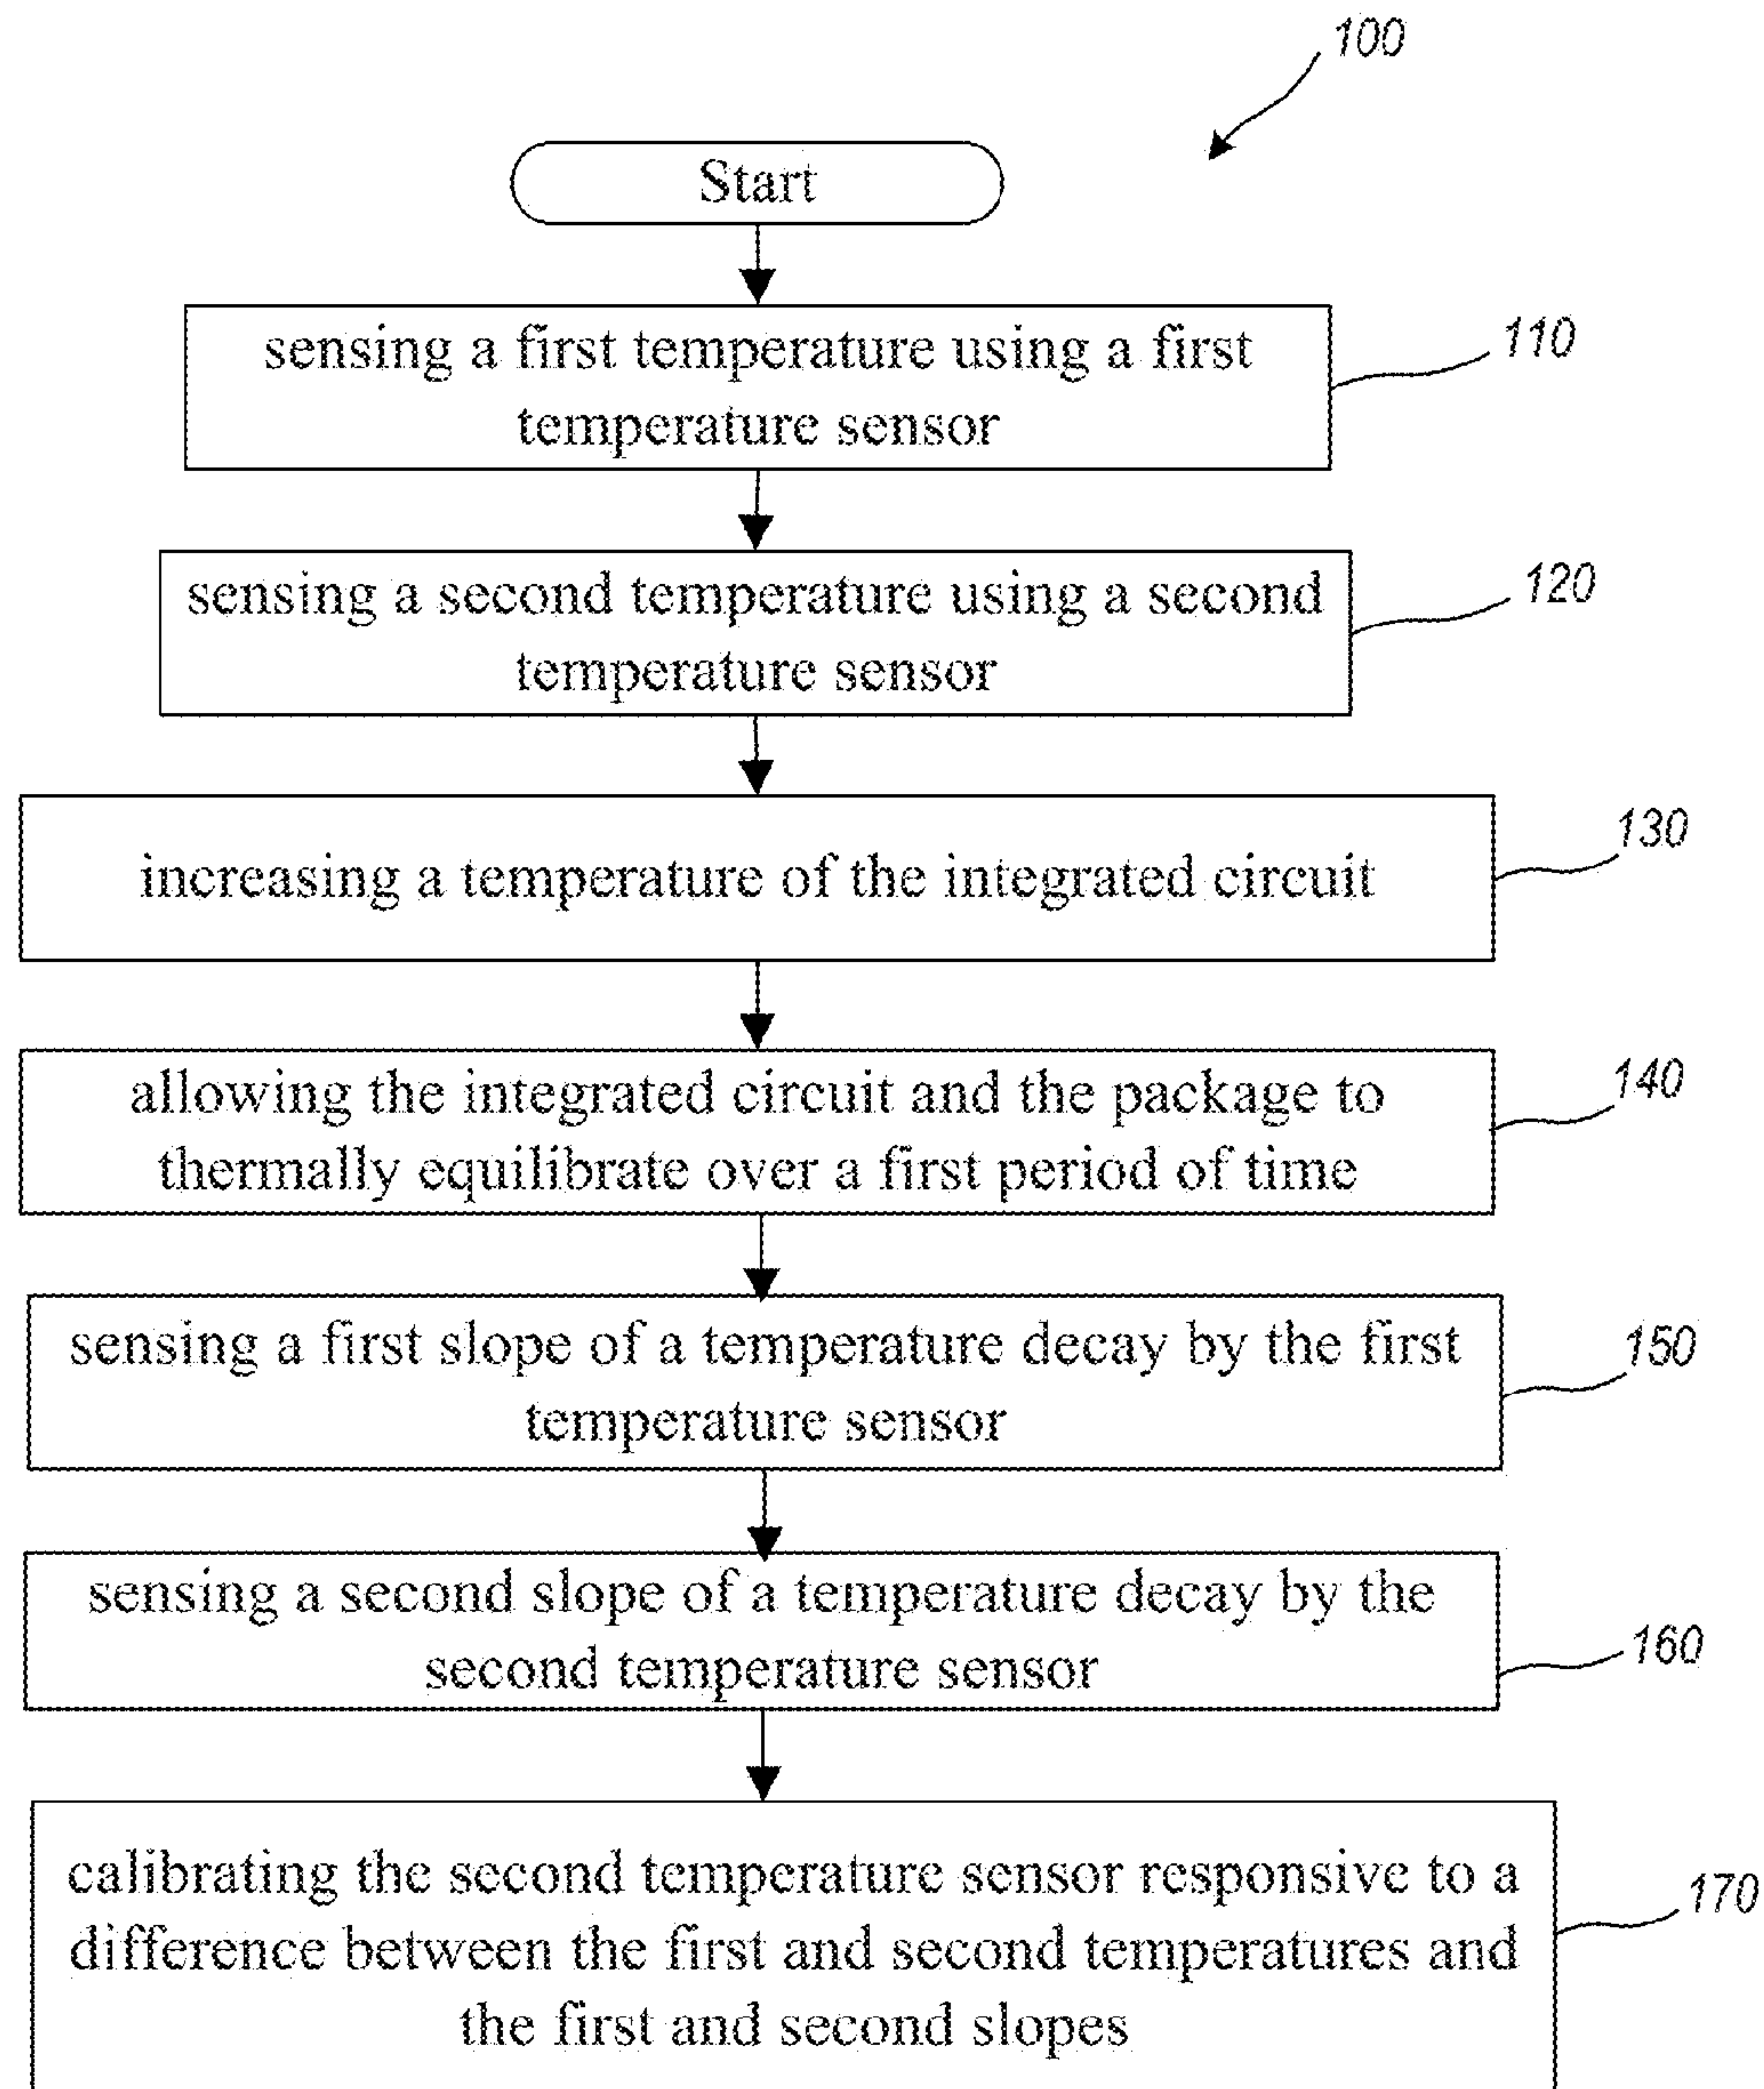 100
Start
sensing a first temperature using a first
temperature sensor
110
sensing a second temperature using a second
temperature sensor
120
increasing a temperature of the integrated circuit
130
allowing the integrated circuit and the package to
thermally equilibrate over a first period of time
140
sensing a first slope of a temperature decay by the first
temperature sensor
150
sensing a second slope of a temperature decay by the
second temperature sensor
160
calibrating the second temperature sensor responsive to a
difference between the first and second temperatures and
the first and second slopes
170